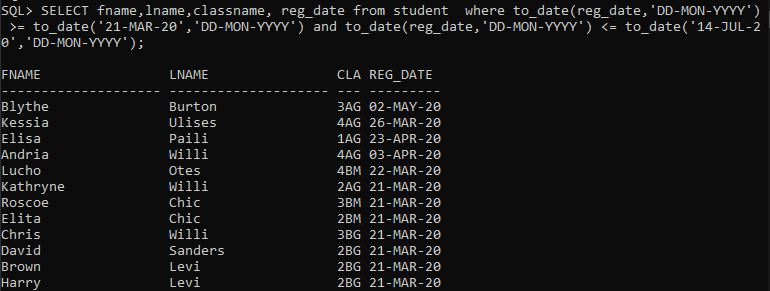 SQL> SELECT fname,lname,classname, reg_date from student  where to_date(reg_date,'DD-MON-YYYY')
 >= to_date('21-MAR-20','DD-MON-YYYY') and to_date(reg_date,'DD-MON-YYYY') <= to_date('14-JUL-2
0','DD-MON-YYYY');
FNAME                LNAME                CLA REG_DATE
-------------------- -------------------- --- ---------
Blythe               Burton               3AG 02-MAY-20
Kessia               Ulises               4AG 26-MAR-20
Elisa                Paili                1AG 23-APR-20
Andria               Willi                4AG 03-APR-20
Lucho                Otes                 4BM 22-MAR-20
Kathryne             Willi                2AG 21-MAR-20
Roscoe               Chic                 3BM 21-MAR-20
Elita                Chic                 2BM 21-MAR-20
Chris                Willi                3BG 21-MAR-20
David                Sanders              2BG 21-MAR-20
Brown                Levi                 2BG 21-MAR-20
Harry                Levi                 2BG 21-MAR-20